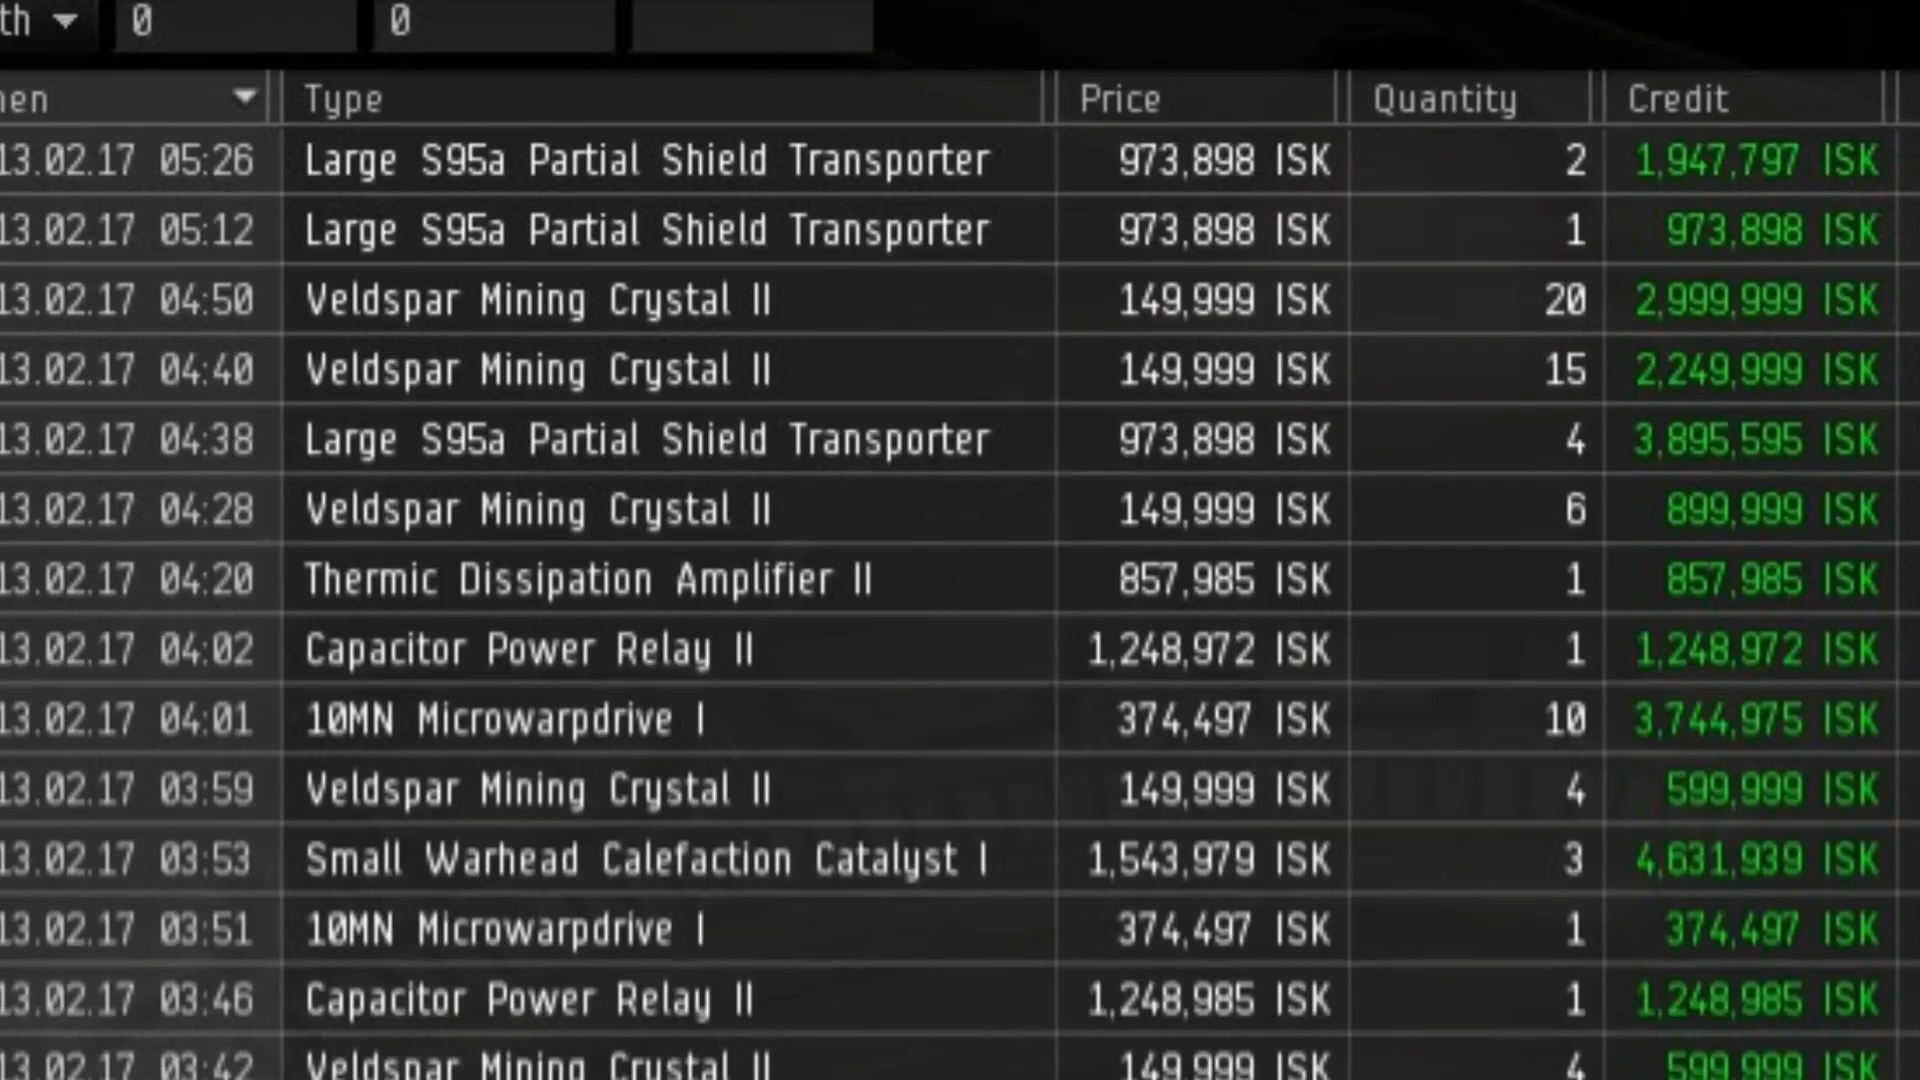 th 0 0
hen Type Price Quantity Credit
13.02.17 05:26 Large S95a Partial Shield Transporter 973,898 ISK 2 1,947,797 ISK
13.02.17 05:12 Large S95a Partial Shield Transporter 973,898 ISK 1 973,898 ISK
13.02.17 04:50 Veldspar Mining Crystal II 149,999 ISK 20 2,999,999 ISK
13.02.17 04:40 Veldspar Mining Crystal II 149,999 ISK 15 2,249,999 ISK
13.02.17 04:38 Large S95a Partial Shield Transporter 973,898 ISK 4 3,895,595 ISK
13.02.17 04:28 Veldspar Mining Crystal II 149,999 ISK 6 899,999 ISK
13.02.17 04:20 Thermic Dissipation Amplifier II 857,985 ISK 1 857,985 ISK
13.02.17 04:02 Capacitor Power Relay II 1,248,972 ISK 1 1,248,972 ISK
13.02.17 04:01 10MN Microwarpdrive I 374,497 ISK 10 3,744,975 ISK
13.02.17 03:59 Veldspar Mining Crystal II 149,999 ISK 4 599,999 ISK
13.02.17 03:53 Small Warhead Calefaction Catalyst I 1,543,979 ISK 3 4,631,939 ISK
13.02.17 03:51 10MN Microwarpdrive I 374,497 ISK 1 374,497 ISK
13.02.17 03:46 Capacitor Power Relay II 1,248,985 ISK 1 1,248,985 ISK
13.02.17 03:42 Veldspar Mining Crystal II 149,999 ISK 4 599,999 ISK